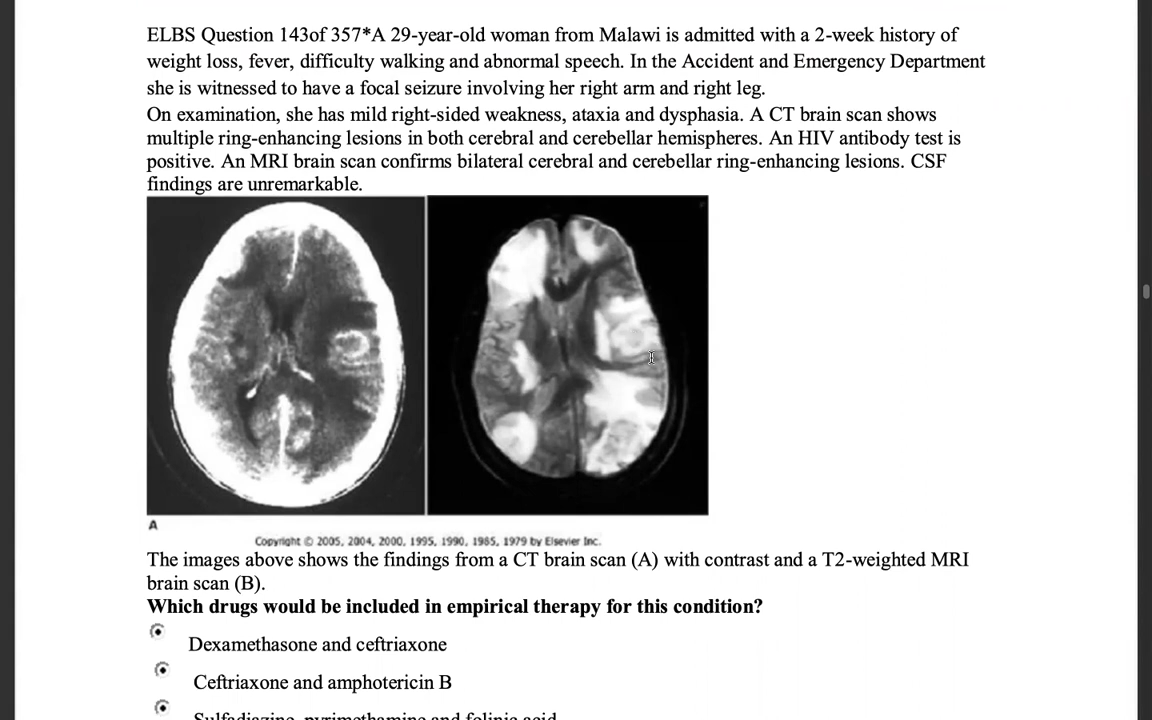 ELBS Question 143of 357*A 29-year-old woman from Malawi is admitted with a 2-week history of
weight loss, fever, difficulty walking and abnormal speech. In the Accident and Emergency Department
she is witnessed to have a focal seizure involving her right arm and right leg.
On examination, she has mild right-sided weakness, ataxia and dysphasia. A CT brain scan shows
multiple ring-enhancing lesions in both cerebral and cerebellar hemispheres. An HIV antibody test is
positive. An MRI brain scan confirms bilateral cerebral and cerebellar ring-enhancing lesions. CSF
findings are unremarkable.
A
Copyright © 2005, 2004, 2000, 1995, 1990, 1985, 1979 by Elsevier Inc.
The images above shows the findings from a CT brain scan (A) with contrast and a T2-weighted MRI
brain scan (B).
Which drugs would be included in empirical therapy for this condition?
Dexamethasone and ceftriaxone
Ceftriaxone and amphotericin B
Sulfadiazine, pyrimethamine and folinic acid